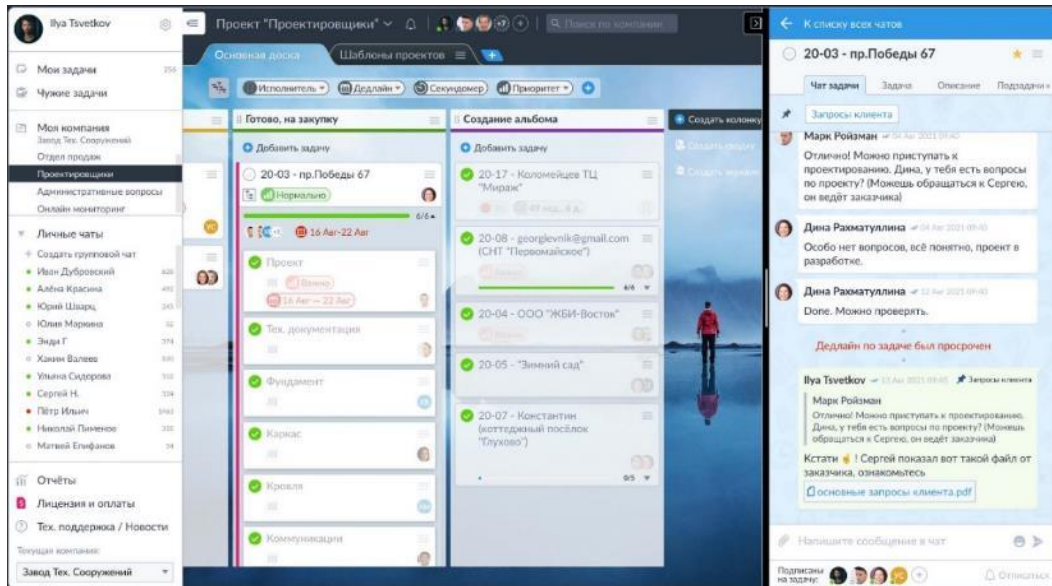 Ilya Tsvetkov
Мои задачи 256
Чужие задачи
Моя компания
Завод Тех. Сооружений
Отдел продаж
Проектировщики
Административные вопросы
Онлайн мониторинг
Личные чаты
Создать групповой чат
Иван Дубровский
Алёна Красина
Юрий Шварц
Юлия Маркина
Энди Г
Хаким Валеев
Ульяна Сидорова
Сергей Н.
Пётр Ильич
Николай Пименов
Матвей Епифанов
Отчёты
Лицензия и оплаты
Тех. поддержка / Новости
Текущая компания:
Завод Тех. Сооружений
Проект "Проектировщики"
+7
Поиск по компании
Основная доска
Шаблоны проектов
Исполнитель
Дедлайн
Секундомер
Приоритет
УС
Готово, на закупку
Добавить задачу
20-03 - пр.Победы 67
Нормально
6/6
16 Авг-22 Авг
Проект
Важно
16 Авг — 22 Авг
Тех. документация
Фундамент
Каркас
Кровля
Коммуникации
Создание альбома
Добавить задачу
20-17 - Коломейцев ТЦ
"Мираж"
20-08 - georgievnik@gmail.com
(СНТ "Первомайское")
Важно
6/6
20-04 - ООО "ЖБИ-Восток"
Важно
20-05 - "Зимний сад"
20-07 - Константин
(коттеджный посёлок
"Глухово")
0/5
Создать колонку
К списку всех чатов
20-03 - пр.Победы 67
Чат задачи
Задача
Описание
Подзадачи
Запросы клиента
Марк Ройзман
Отлично! Можно приступать к
проектированию. Дина, у тебя есть вопросы
по проекту? (Можешь обращаться к Сергею,
он ведёт заказчика)
Дина Рахматуллина
Особо нет вопросов, всё понятно, проект в
разработке.
Дина Рахматуллина
Done. Можно проверять.
Дедлайн по задаче был просрочен
Ilya Tsvetkov Запросы клиента
Марк Ройзман
Отлично! Можно приступать к проектированию.
Дина, у тебя есть вопросы по проекту? (Можешь
обращаться к Сергею, он ведёт заказчика)
Кстати ! Сергей показал вот такой файл от
заказчика, ознакомьтесь
основные запросы клиента.pdf
Напишите сообщение в чат
Подписаны
на задачу:
УС
Отписаться